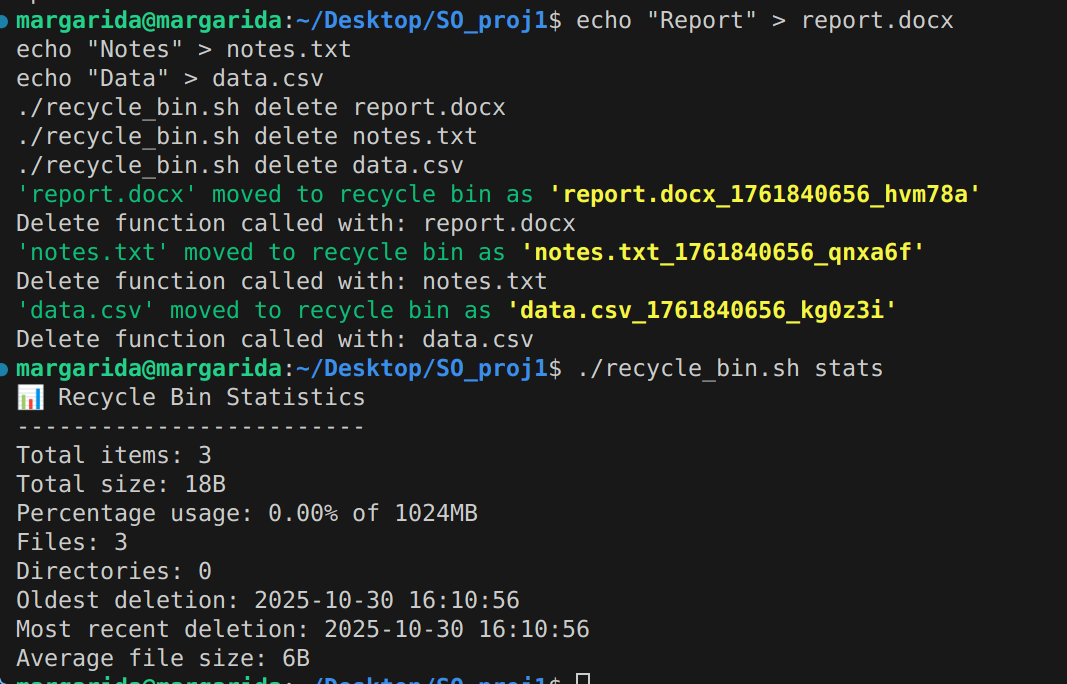 margarida@margarida:~/Desktop/SO_proj1$ echo "Report" > report.docx
echo "Notes" > notes.txt
echo "Data" > data.csv
./recycle_bin.sh delete report.docx
./recycle_bin.sh delete notes.txt
./recycle_bin.sh delete data.csv
'report.docx' moved to recycle bin as 'report.docx_1761840656_hvm78a'
Delete function called with: report.docx
'notes.txt' moved to recycle bin as 'notes.txt_1761840656_qnxa6f'
Delete function called with: notes.txt
'data.csv' moved to recycle bin as 'data.csv_1761840656_kg0z3i'
Delete function called with: data.csv
margarida@margarida:~/Desktop/SO_proj1$ ./recycle_bin.sh stats
📊 Recycle Bin Statistics
-------------------------
Total items: 3
Total size: 18B
Percentage usage: 0.00% of 1024MB
Files: 3
Directories: 0
Oldest deletion: 2025-10-30 16:10:56
Most recent deletion: 2025-10-30 16:10:56
Average file size: 6B
margarida@margarida:~/Desktop/SO_proj1$